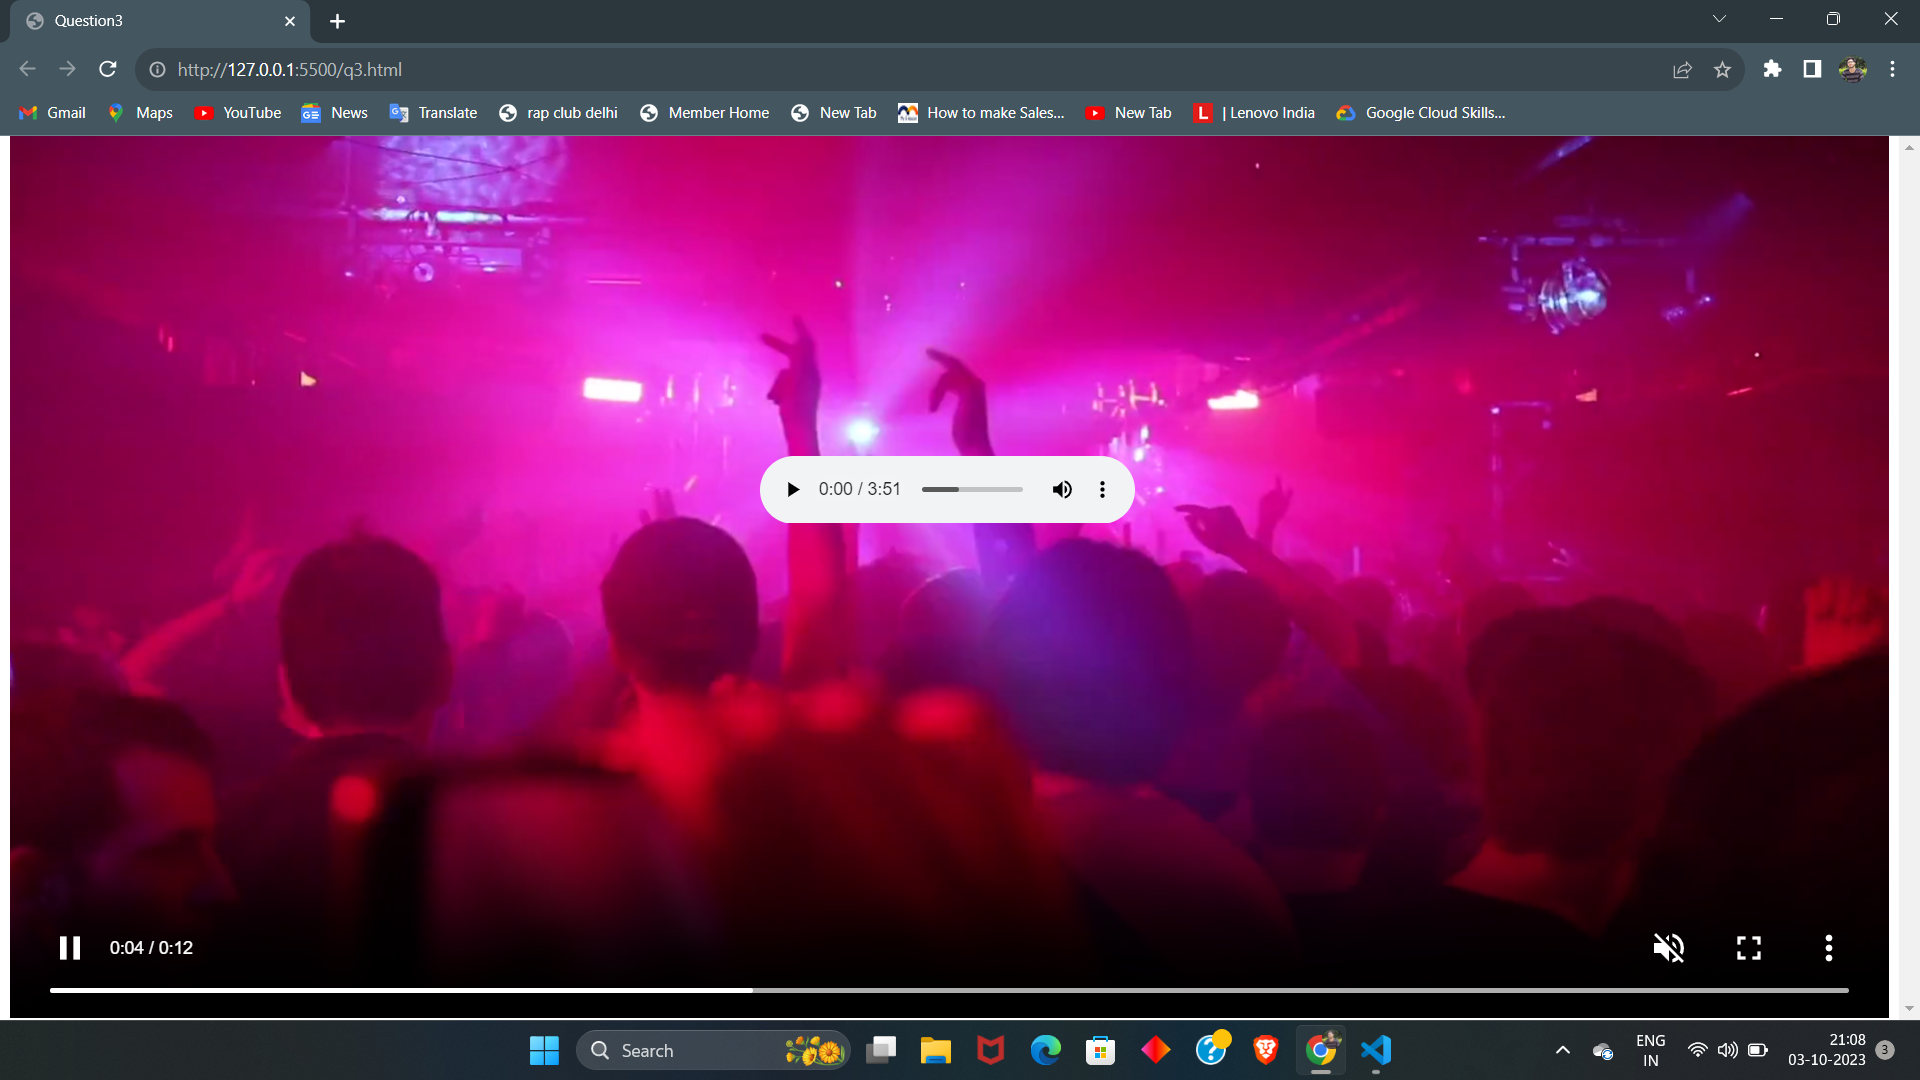 Question3
http://127.0.0.1:5500/q3.html
Gmail Maps YouTube News Translate rap club delhi Member Home New Tab How to make Sales... New Tab | Lenovo India Google Cloud Skills...
0:00 / 3:51
0:04 / 0:12
Search
ENG
IN
21:08
03-10-2023
3